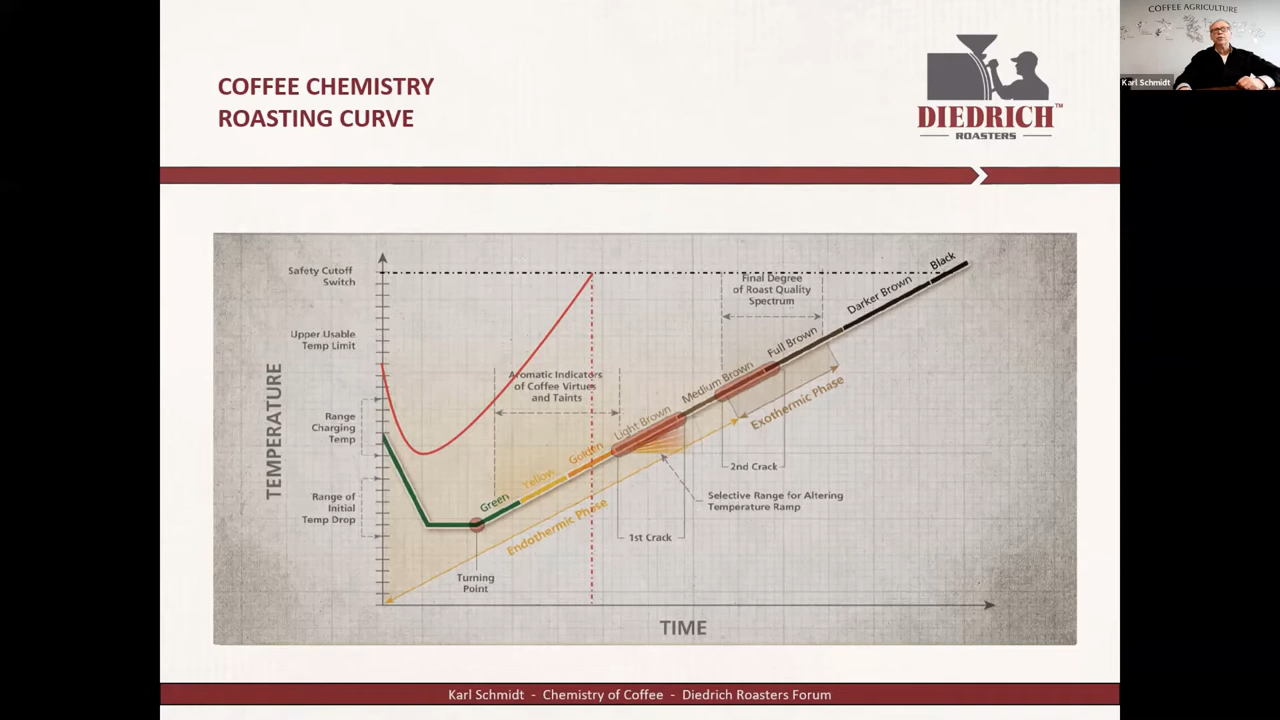 COFFEE AGRICULTURE
Karl Schmidt
COFFEE CHEMISTRY
ROASTING CURVE
DIEDRICH™
ROASTERS
Safety Cutoff
Switch
Upper Usable
Temp Limit
Range
Charging
Temp
Range of
Initial
Temp Drop
TEMPERATURE
Aromatic Indicators
of Coffee Virtues
and Taints
Final Degree
of Roast Quality
Spectrum
Green
Yellow
Golden
Light Brown
Medium Brown
Full Brown
Darker Brown
Black
Endothermic Phase
Exothermic Phase
2nd Crack
Selective Range for Altering
Temperature Ramp
1st Crack
Turning
Point
TIME
Karl Schmidt - Chemistry of Coffee - Diedrich Roasters Forum